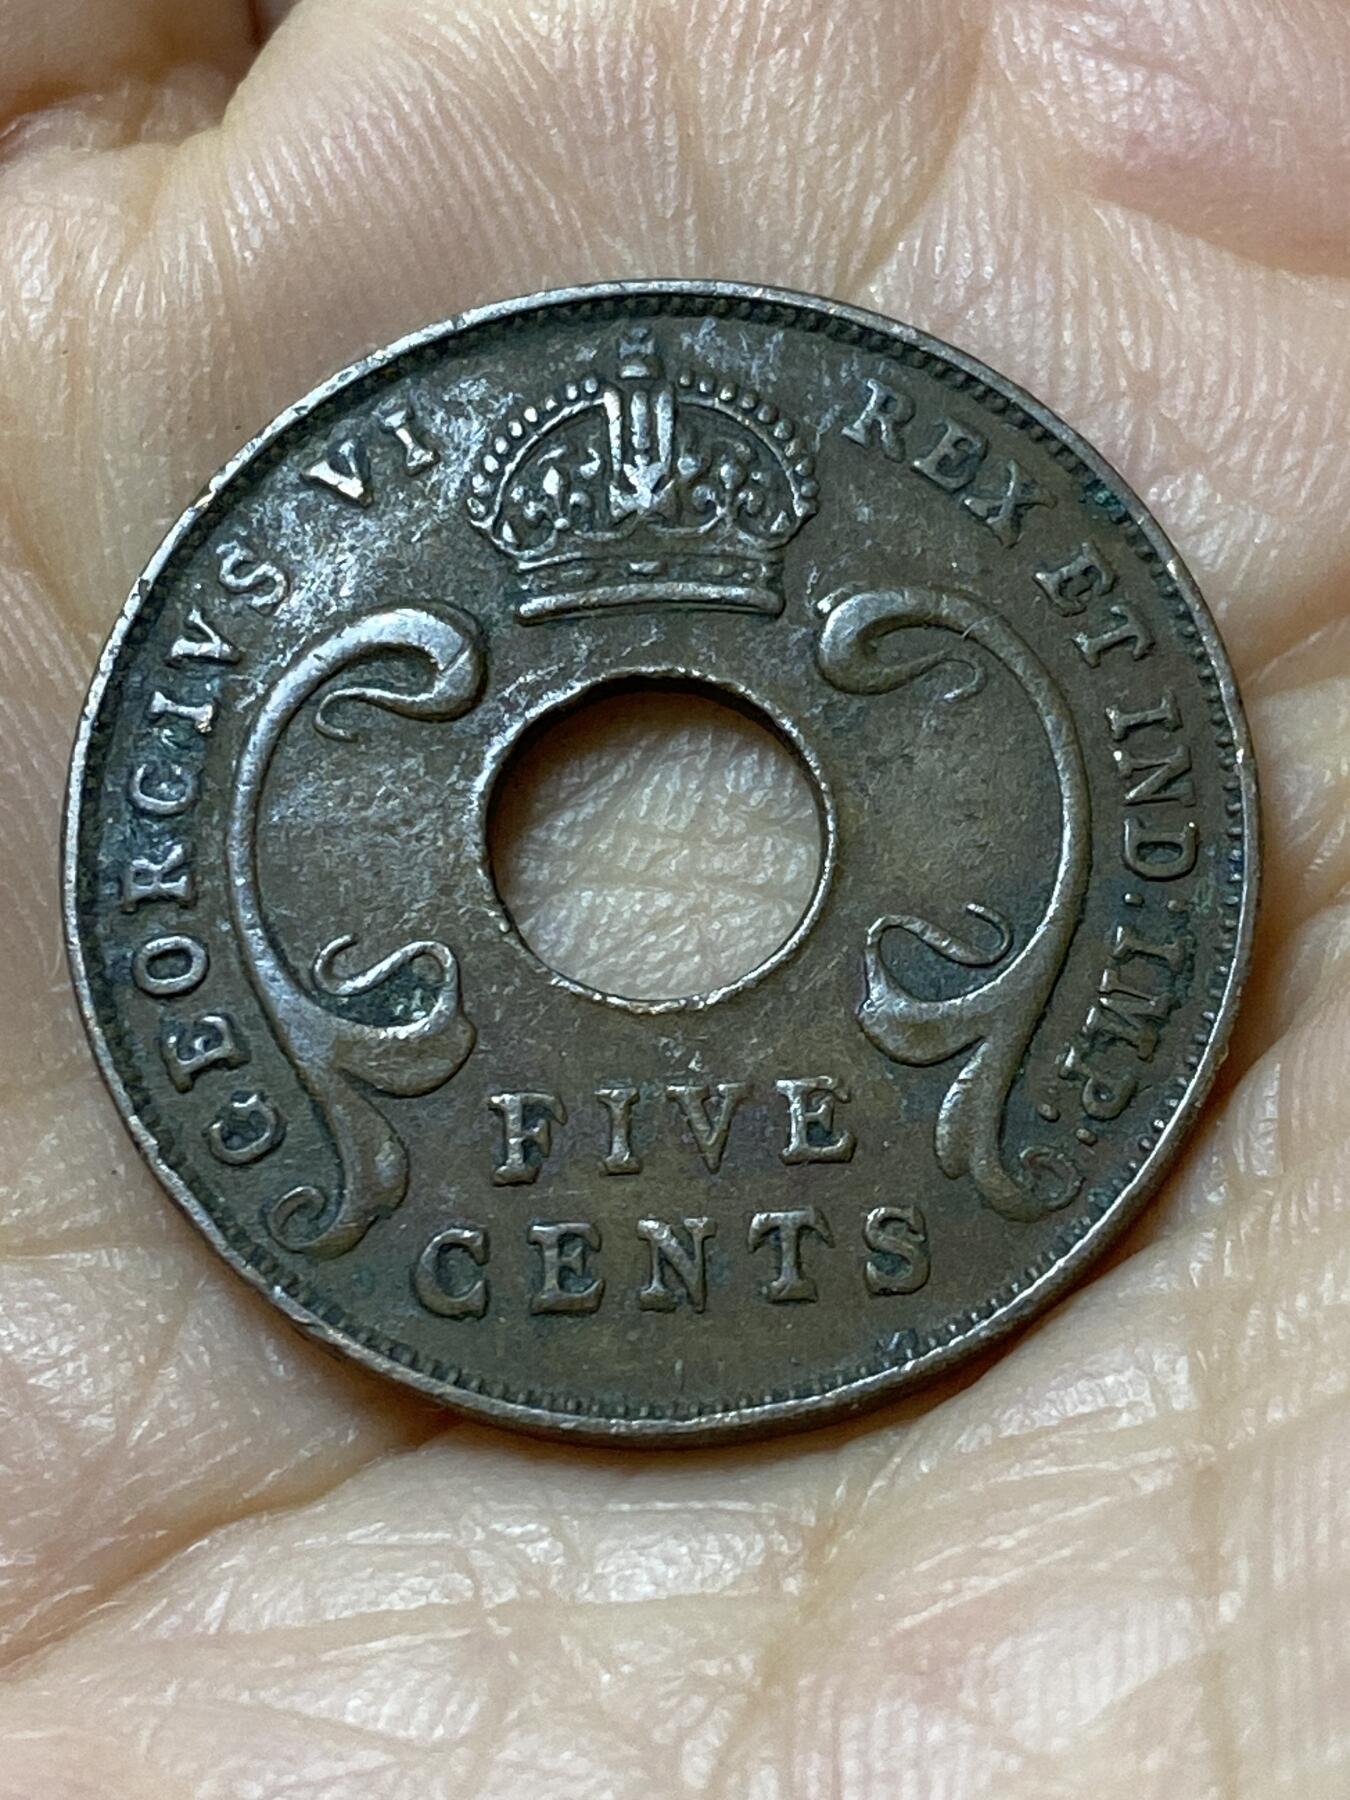 GEORGIVS VI REX ET IND: IMP:
FIVE
CENTS